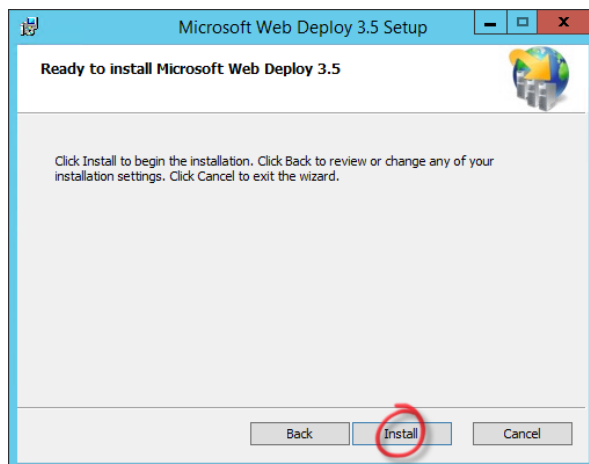 Microsoft Web Deploy 3.5 Setup
Ready to install Microsoft Web Deploy 3.5
Click Install to begin the installation. Click Back to review or change any of your
installation settings. Click Cancel to exit the wizard.
Back Install Cancel